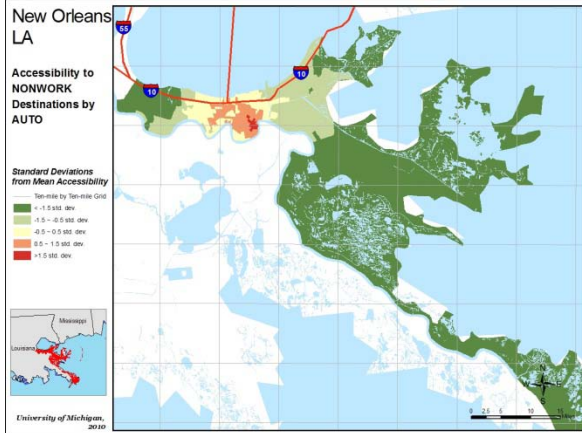 New Orleans
LA
Accessibility to
NONWORK
Destinations by
AUTO
Standard Deviations
from Mean Accessibility
Ten-mile by Ten-mile Grid
< -1.5 std. dev.
-1.5 ~ -0.5 std. dev.
-0.5 ~ 0.5 std. dev.
0.5 ~ 1.5 std. dev.
>1.5 std. dev.
Mississippi
Louisiana
University of Michigan,
2010
55
10
10
N
S
0 2.5 5 10